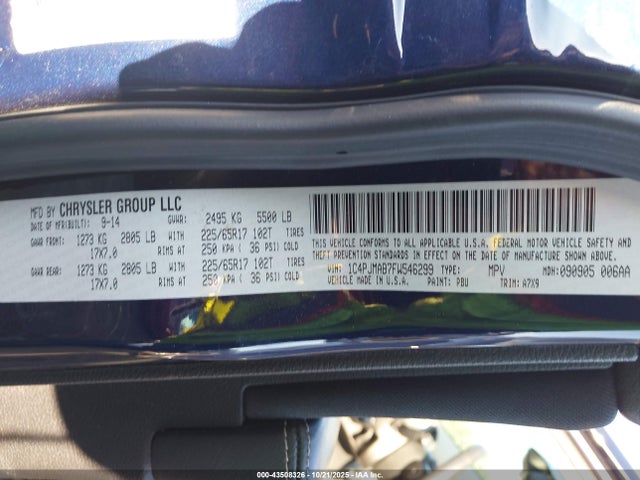 MFD BY CHRYSLER GROUP LLC
DATE OF MFR(BUILT): 9-14 GVWR: 2495 KG 5500 LB
GAWR FRONT: 1273 KG 2805 LB WITH 225/65R17 102T TIRES
17X7.0 RIMS AT 250 KPA ( 36 PSI) COLD
GAWR REAR: 1273 KG 2805 LB WITH 225/65R17 102T TIRES
17X7.0 RIMS AT 250 KPA ( 36 PSI) COLD
THIS VEHICLE CONFORMS TO ALL APPLICABLE U.S.A. FEDERAL MOTOR VEHICLE SAFETY AND
THEFT PREVENTION STANDARDS IN EFFECT ON THE DATE OF MANUFACTURE SHOWN ABOVE.
VIN: 1C4PJMAB7FW546299 TYPE: MPV MDH: 090905 006AA
VEHICLE MADE IN U.S.A. PAINT: PBU TRIM: A7X9
00-43508326 - 10/21/2025 - IAAI.COM